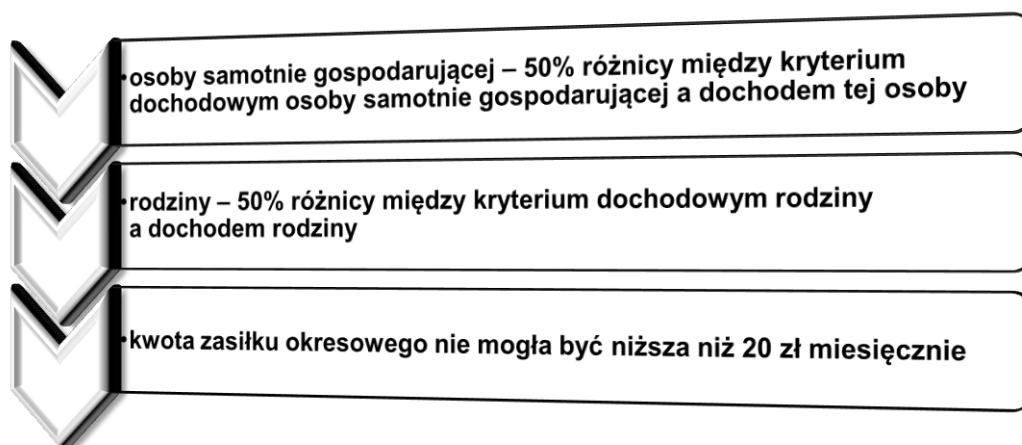 •osoby samotnie gospodarującej – 50% różnicy między kryterium
dochodowym osoby samotnie gospodarującej a dochodem tej osoby
•rodziny – 50% różnicy między kryterium dochodowym rodziny
a dochodem rodziny
•kwota zasiłku okresowego nie mogła być niższa niż 20 zł miesięcznie